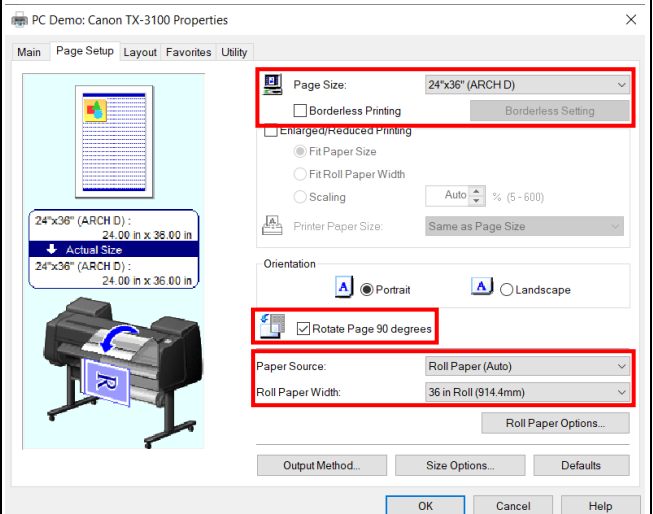 PC Demo: Canon TX-3100 Properties
Main Page Setup Layout Favorites Utility
Page Size: 24"x36" (ARCH D)
Borderless Printing Borderless Setting
Enlarged/Reduced Printing
Fit Paper Size
Fit Roll Paper Width
Scaling Auto % (5 - 600)
Printer Paper Size: Same as Page Size
24"x36" (ARCH D) :
24.00 in x 36.00 in
Actual Size
24"x36" (ARCH D) :
24.00 in x 36.00 in
Orientation
A Portrait A Landscape
Rotate Page 90 degrees
R
Paper Source: Roll Paper (Auto)
Roll Paper Width: 36 in Roll (914.4mm)
Roll Paper Options...
Output Method... Size Options... Defaults
OK Cancel Help